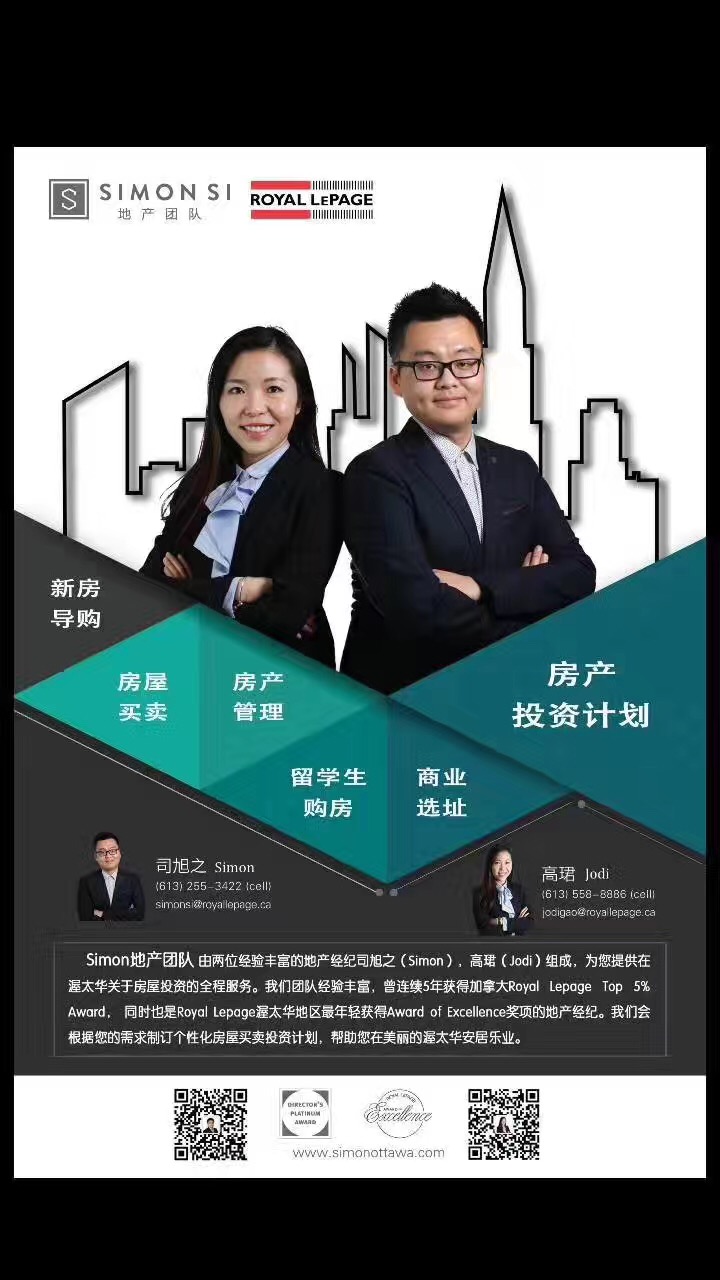 SIMON SI
地产团队
ROYAL LEPAGE
新房
导购
房屋
买卖
房产
管理
房产
投资计划
留学生
购房
商业
选址
司旭之 Simon
(613) 255-3422 (cell)
simonsi@royallepage.ca
高珺 Jodi
(613) 558-8886 (cell)
jodigao@royallepage.ca
Simon地产团队 由两位经验丰富的地产经纪司旭之（Simon），高珺（Jodi）组成，为您提供在
渥太华关于房屋投资的全程服务。我们团队经验丰富，曾连续5年获得加拿大Royal Lepage Top 5%
Award， 同时也是Royal Lepage渥太华地区最年轻获得Award of Excellence奖项的地产经纪。我们会
根据您的需求制订个性化房屋买卖投资计划，帮助您在美丽的渥太华安居乐业。
DIRECTOR'S
PLATINUM
AWARD
ROYAL LEPAGE
AWARD OF
Excellence
www.simonottawa.com